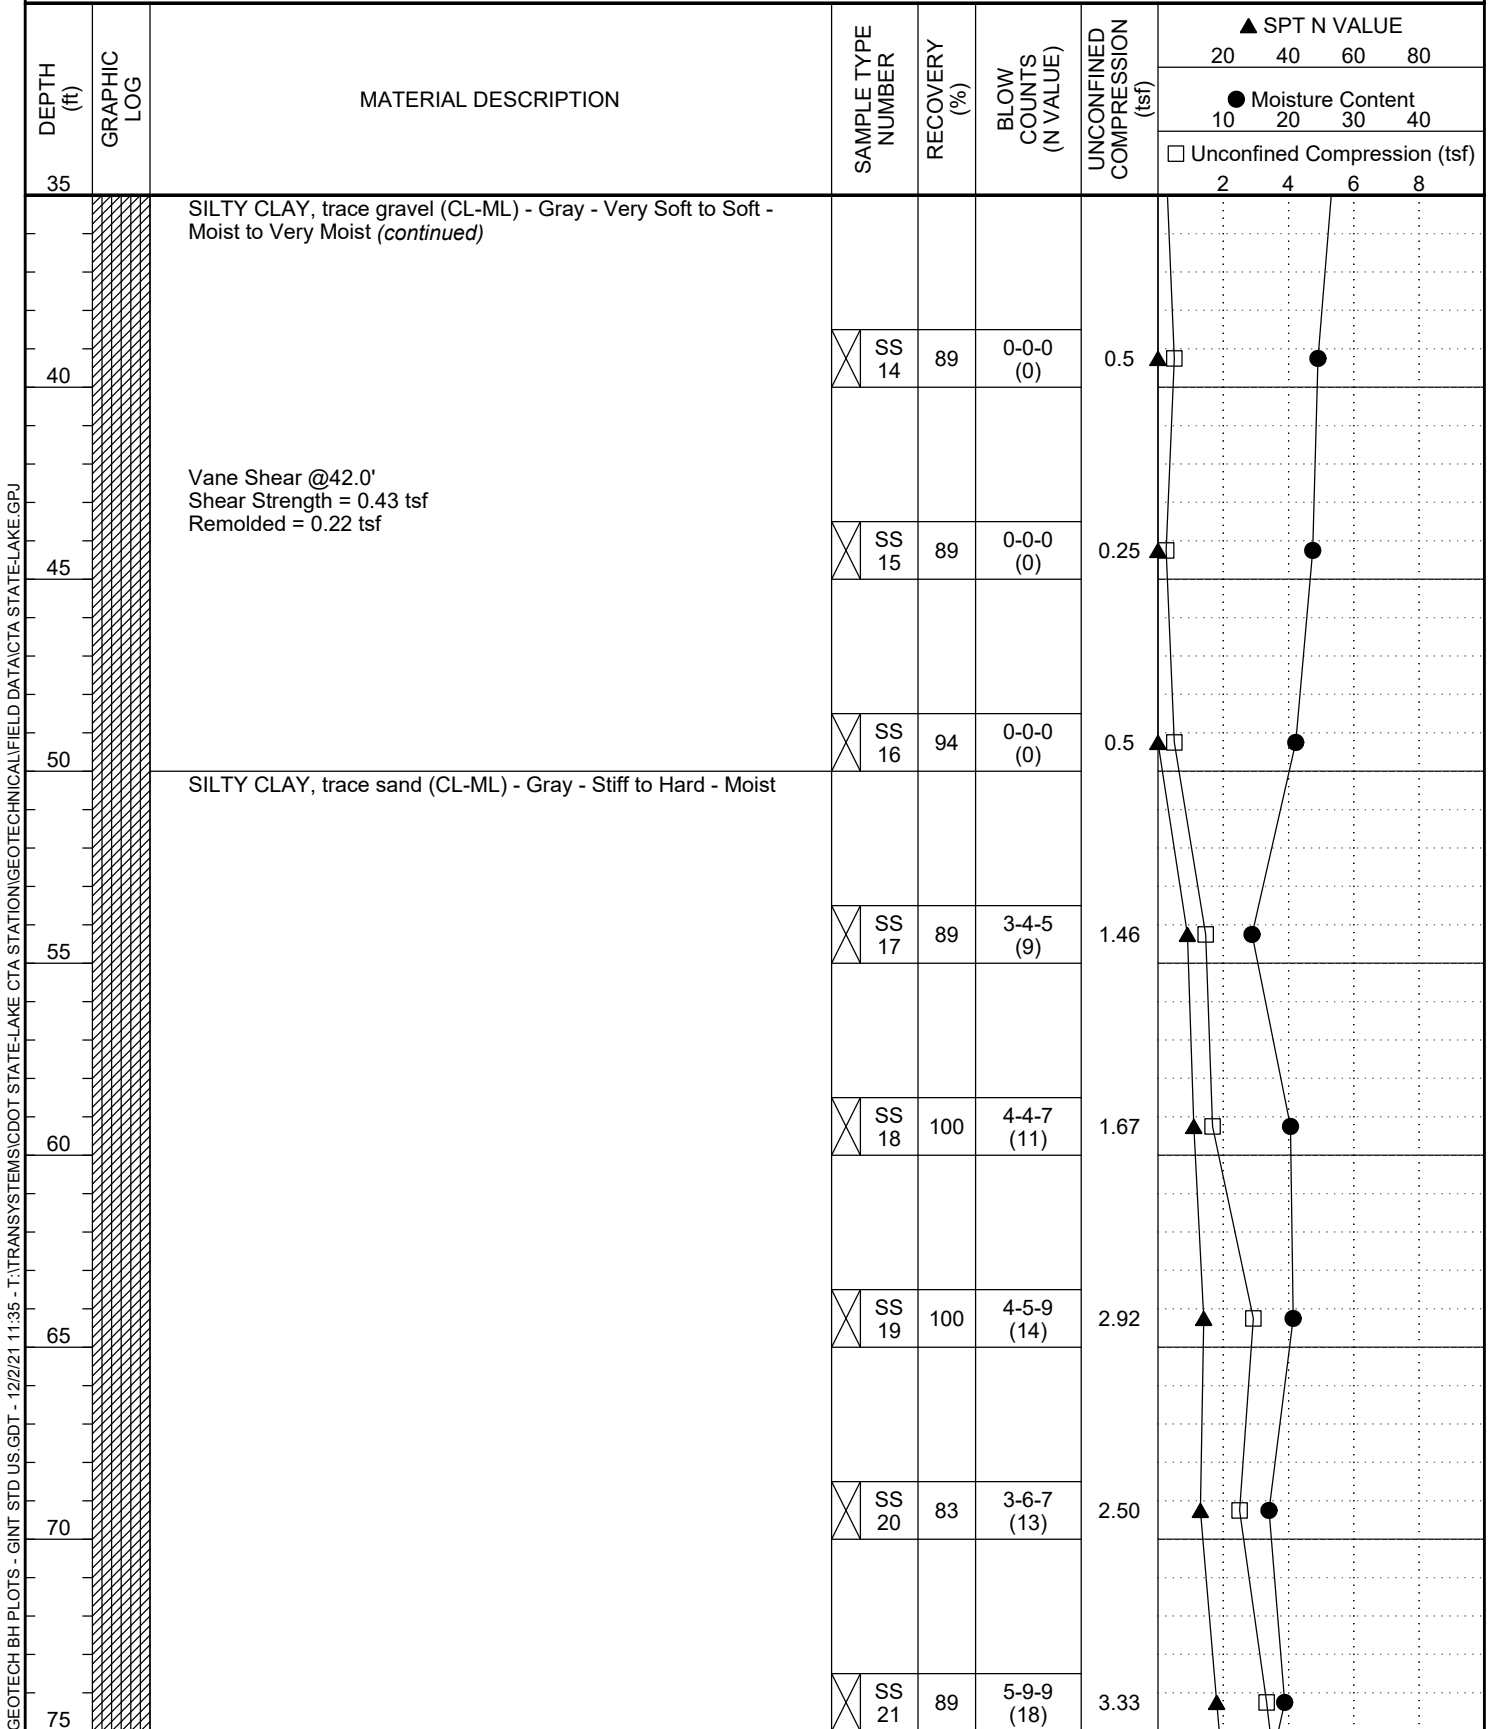 DEPTH
(ft)
GRAPHIC
LOG
MATERIAL DESCRIPTION
SAMPLE TYPE
NUMBER
RECOVERY
(%)
BLOW
COUNTS
(N VALUE)
UNCONFINED
COMPRESSION
(tsf)
▲ SPT N VALUE
20 40 60 80
● Moisture Content
10 20 30 40
□ Unconfined Compression (tsf)
2 4 6 8
35
SILTY CLAY, trace gravel (CL-ML) - Gray - Very Soft to Soft -
Moist to Very Moist (continued)
SS
14
89
0-0-0
(0)
0.5
40
Vane Shear @42.0'
Shear Strength = 0.43 tsf
Remolded = 0.22 tsf
SS
15
89
0-0-0
(0)
0.25
45
SS
16
94
0-0-0
(0)
0.5
50
SILTY CLAY, trace sand (CL-ML) - Gray - Stiff to Hard - Moist
SS
17
89
3-4-5
(9)
1.46
55
SS
18
100
4-4-7
(11)
1.67
60
SS
19
100
4-5-9
(14)
2.92
65
SS
20
83
3-6-7
(13)
2.50
70
SS
21
89
5-9-9
(18)
3.33
75
GEOTECH BH PLOTS - GINT STD US.GDT - 12/2/21 11:35 - T:\TRANSYSTEMS\CDOT STATE-LAKE CTA STATION\GEOTECHNICAL\FIELD DATA\CTA STATE-LAKE.GPJ